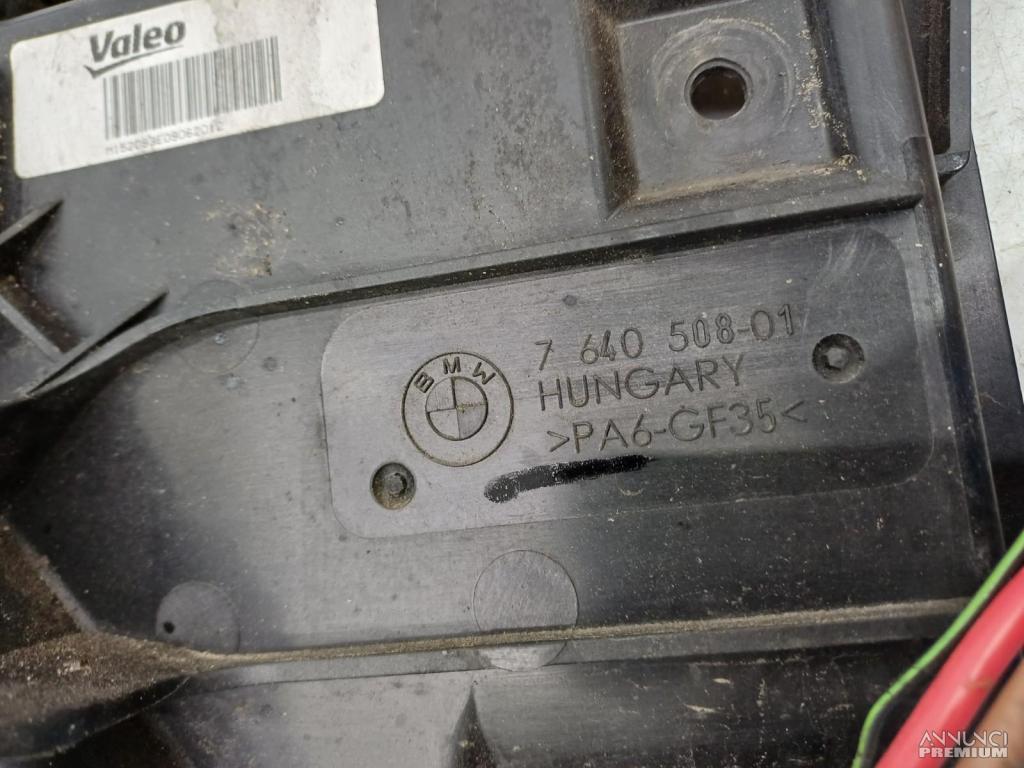 Valeo
BMW
7 640 508-01
HUNGARY
>PA6-GF35<
ANNUNCI
PREMIUM